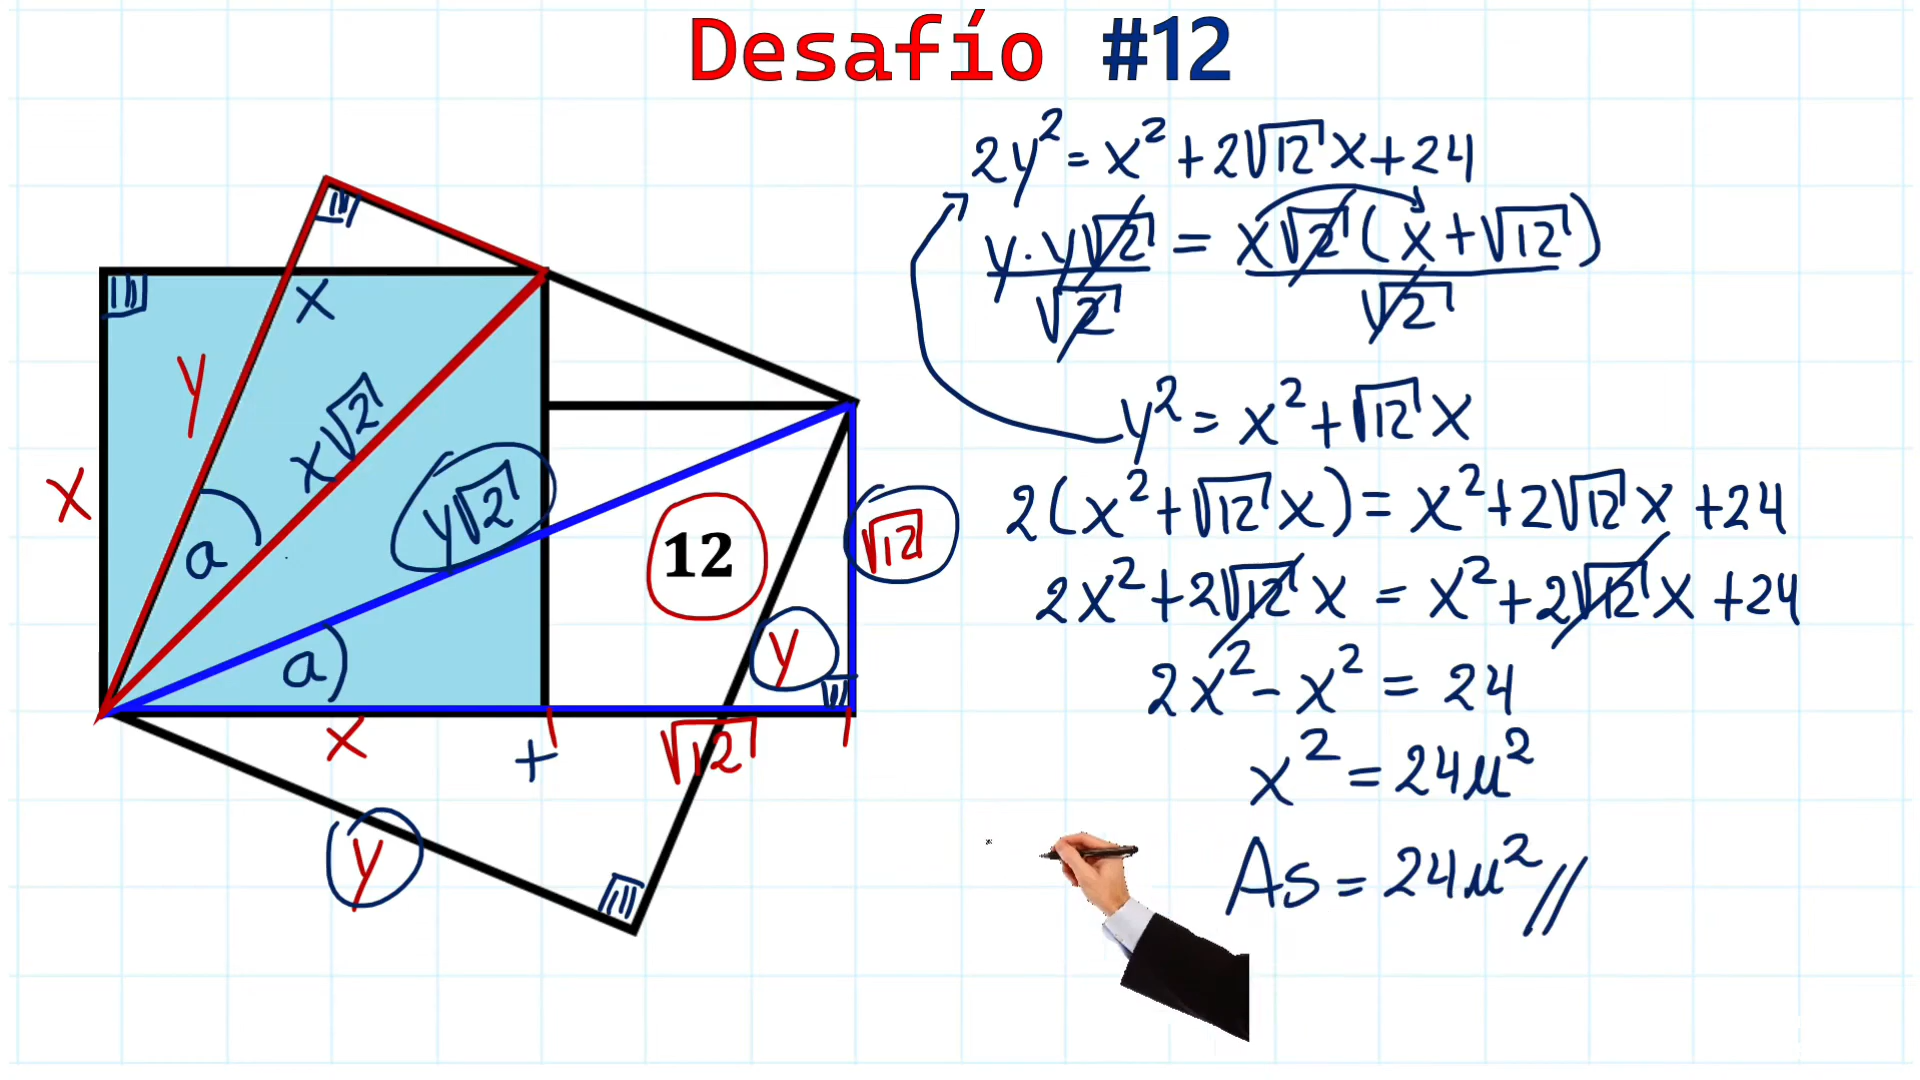 Desafío #12
2y² = x² + 2√12 x + 24
y · y√2 / √2 = x√2 (x + √12) / √2
y² = x² + √12 x
2(x² + √12 x) = x² + 2√12 x + 24
2x² + 2√12 x = x² + 2√12 x + 24
2x² - x² = 24
x² = 24u²
As = 24u² //
x
y
x√2
x
y√2
a
a
12
√12
y
x
+
√12
y